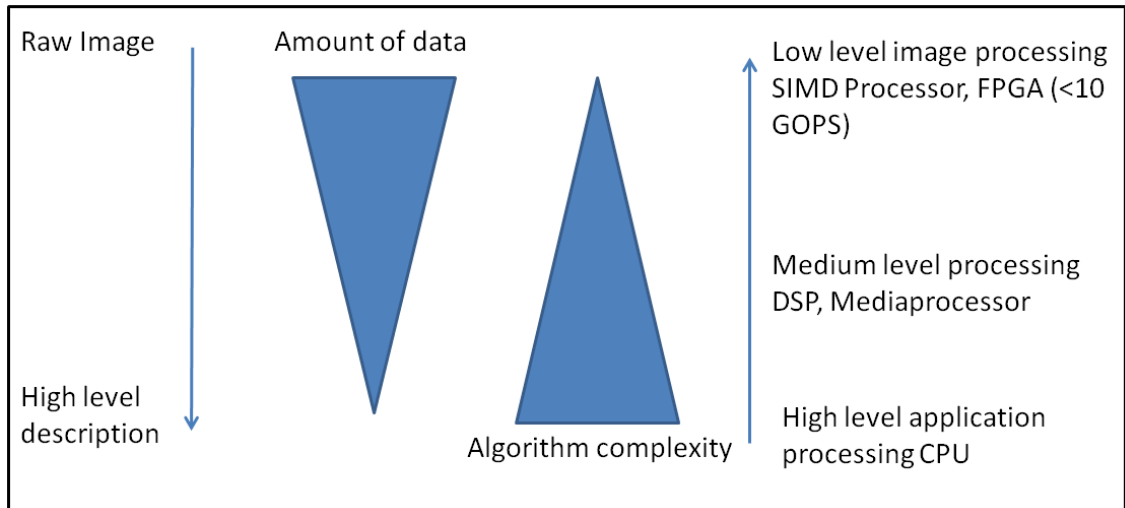 Raw Image
Amount of data
Low level image processing
SIMD Processor, FPGA (<10
GOPS)
Medium level processing
DSP, Mediaprocessor
High level
description
Algorithm complexity
High level application
processing CPU